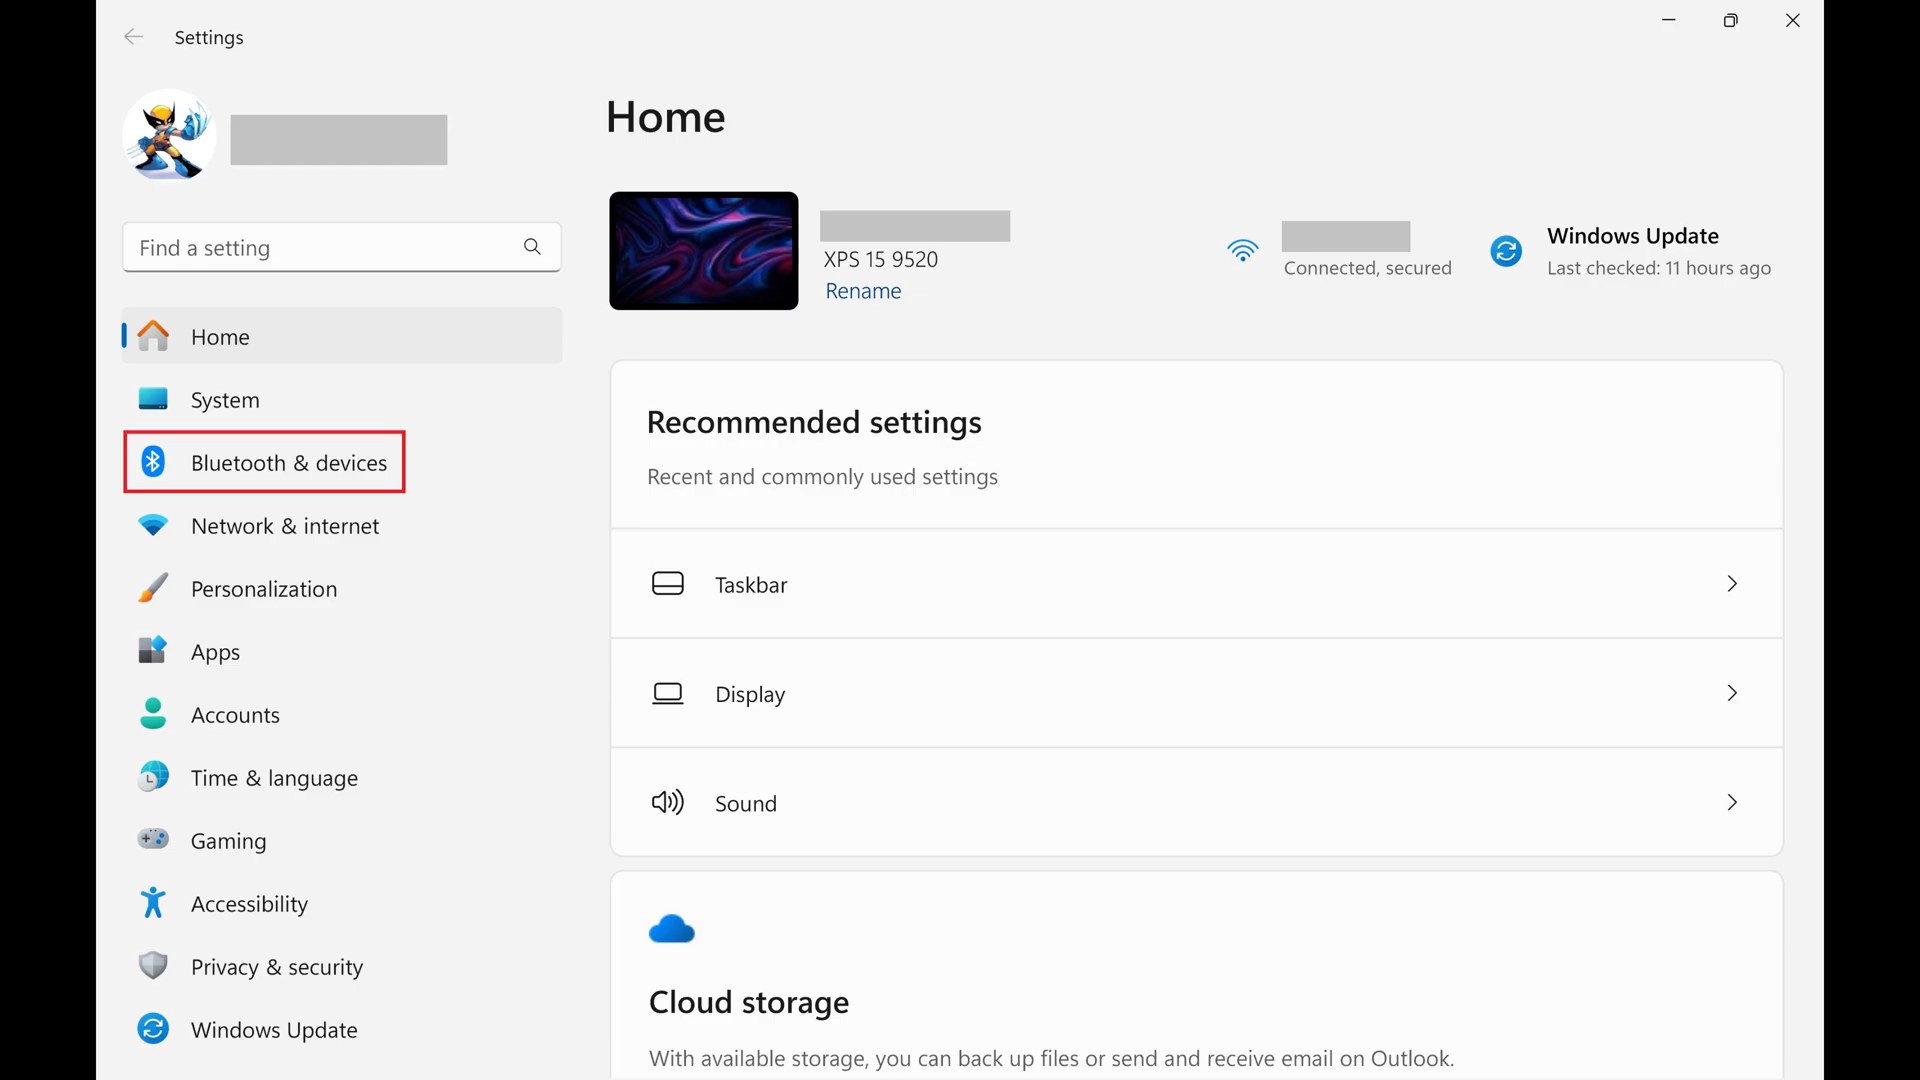 Settings
Find a setting
Home
System
Bluetooth & devices
Network & internet
Personalization
Apps
Accounts
Time & language
Gaming
Accessibility
Privacy & security
Windows Update
Home
XPS 15 9520
Rename
Connected, secured
Windows Update
Last checked: 11 hours ago
Recommended settings
Recent and commonly used settings
Taskbar
Display
Sound
Cloud storage
With available storage, you can back up files or send and receive email on Outlook.